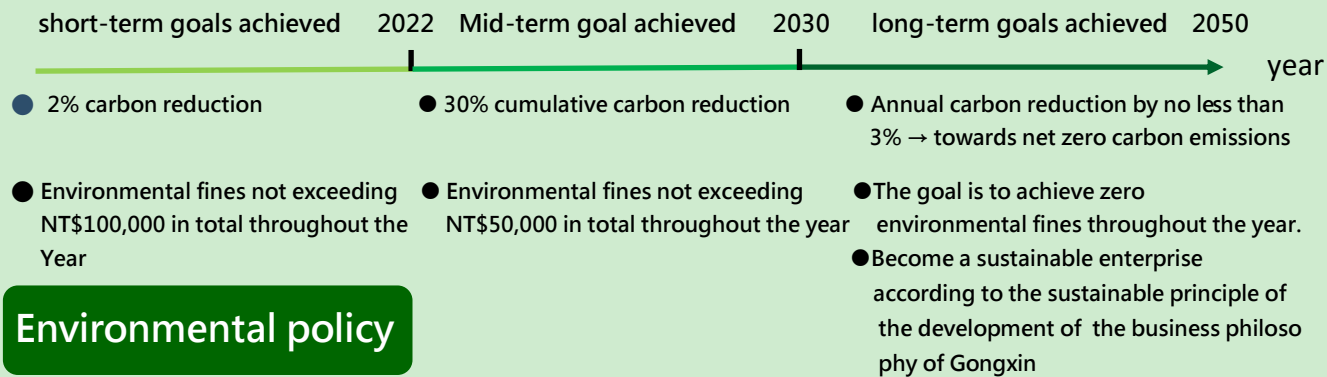 short-term goals achieved 2022 Mid-term goal achieved 2030 long-term goals achieved 2050
year
● 2% carbon reduction
● Environmental fines not exceeding
NT$100,000 in total throughout the
Year
● 30% cumulative carbon reduction
● Environmental fines not exceeding
NT$50,000 in total throughout the year
● Annual carbon reduction by no less than
3% → towards net zero carbon emissions
●The goal is to achieve zero
environmental fines throughout the year.
●Become a sustainable enterprise
according to the sustainable principle of
the development of the business philoso
phy of Gongxin
Environmental policy